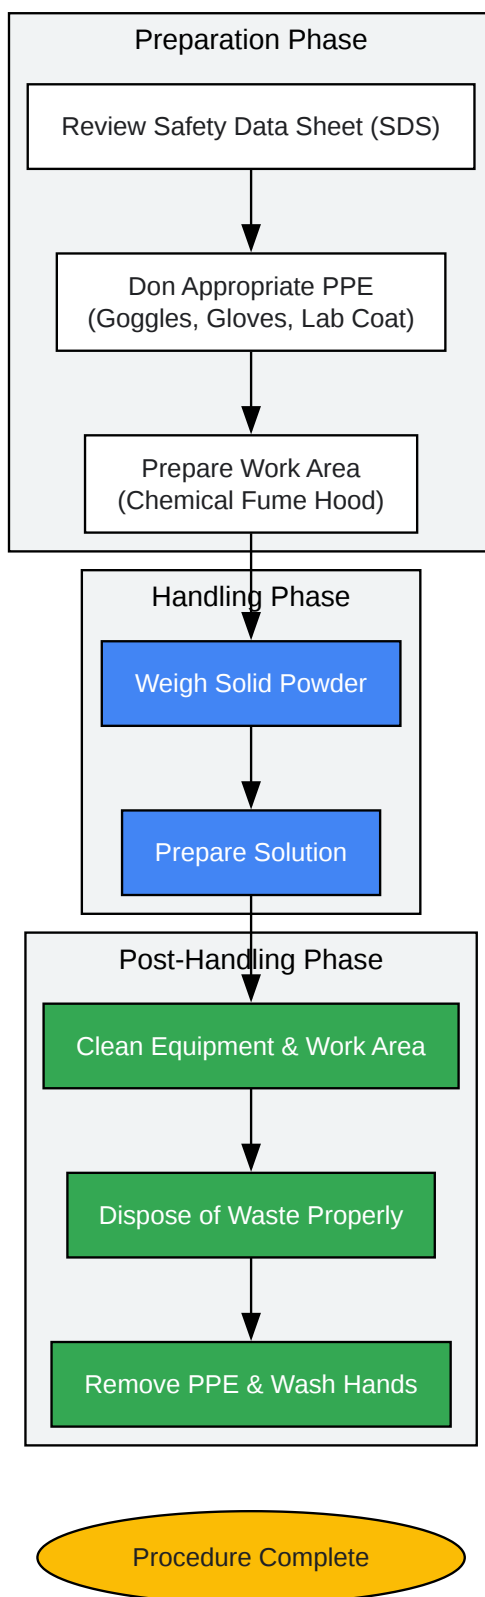 Preparation Phase
Review Safety Data Sheet (SDS)
Don Appropriate PPE
(Goggles, Gloves, Lab Coat)
Prepare Work Area
(Chemical Fume Hood)
Handling Phase
Weigh Solid Powder
Prepare Solution
Post-Handling Phase
Clean Equipment & Work Area
Dispose of Waste Properly
Remove PPE & Wash Hands
Procedure Complete